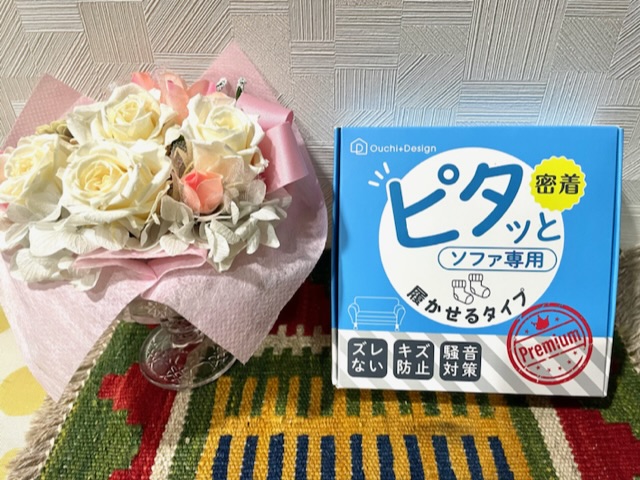 Ouchi+Design
ピタッと
密着
ソファ専用
履かせるタイプ
Premium
ズレ
ない
キズ
防止
騒音
対策